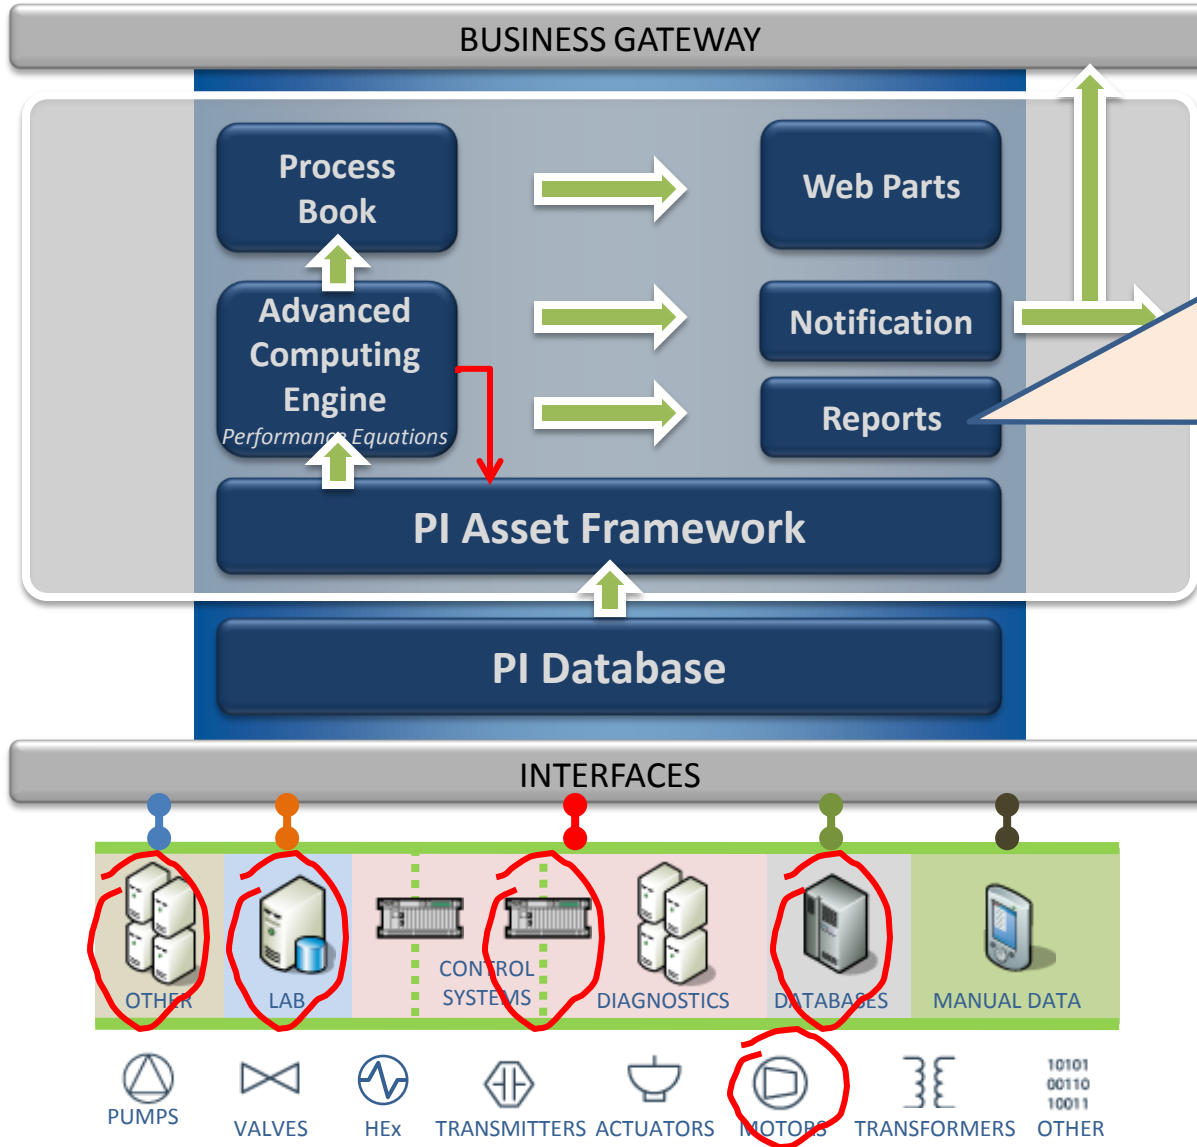 BUSINESS GATEWAY
Process
Book
Web Parts
Advanced
Computing
Engine
Performance Equations
Notification
Reports
PI Asset Framework
PI Database
INTERFACES
OTHER
LAB
CONTROL
SYSTEMS
DIAGNOSTICS
DATABASES
MANUAL DATA
10101
00110
10011
PUMPS
VALVES
HEx
TRANSMITTERS
ACTUATORS
MOTORS
TRANSFORMERS
OTHER